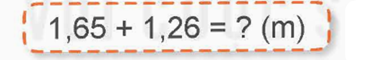 1,65 + 1,26 = ? (m)